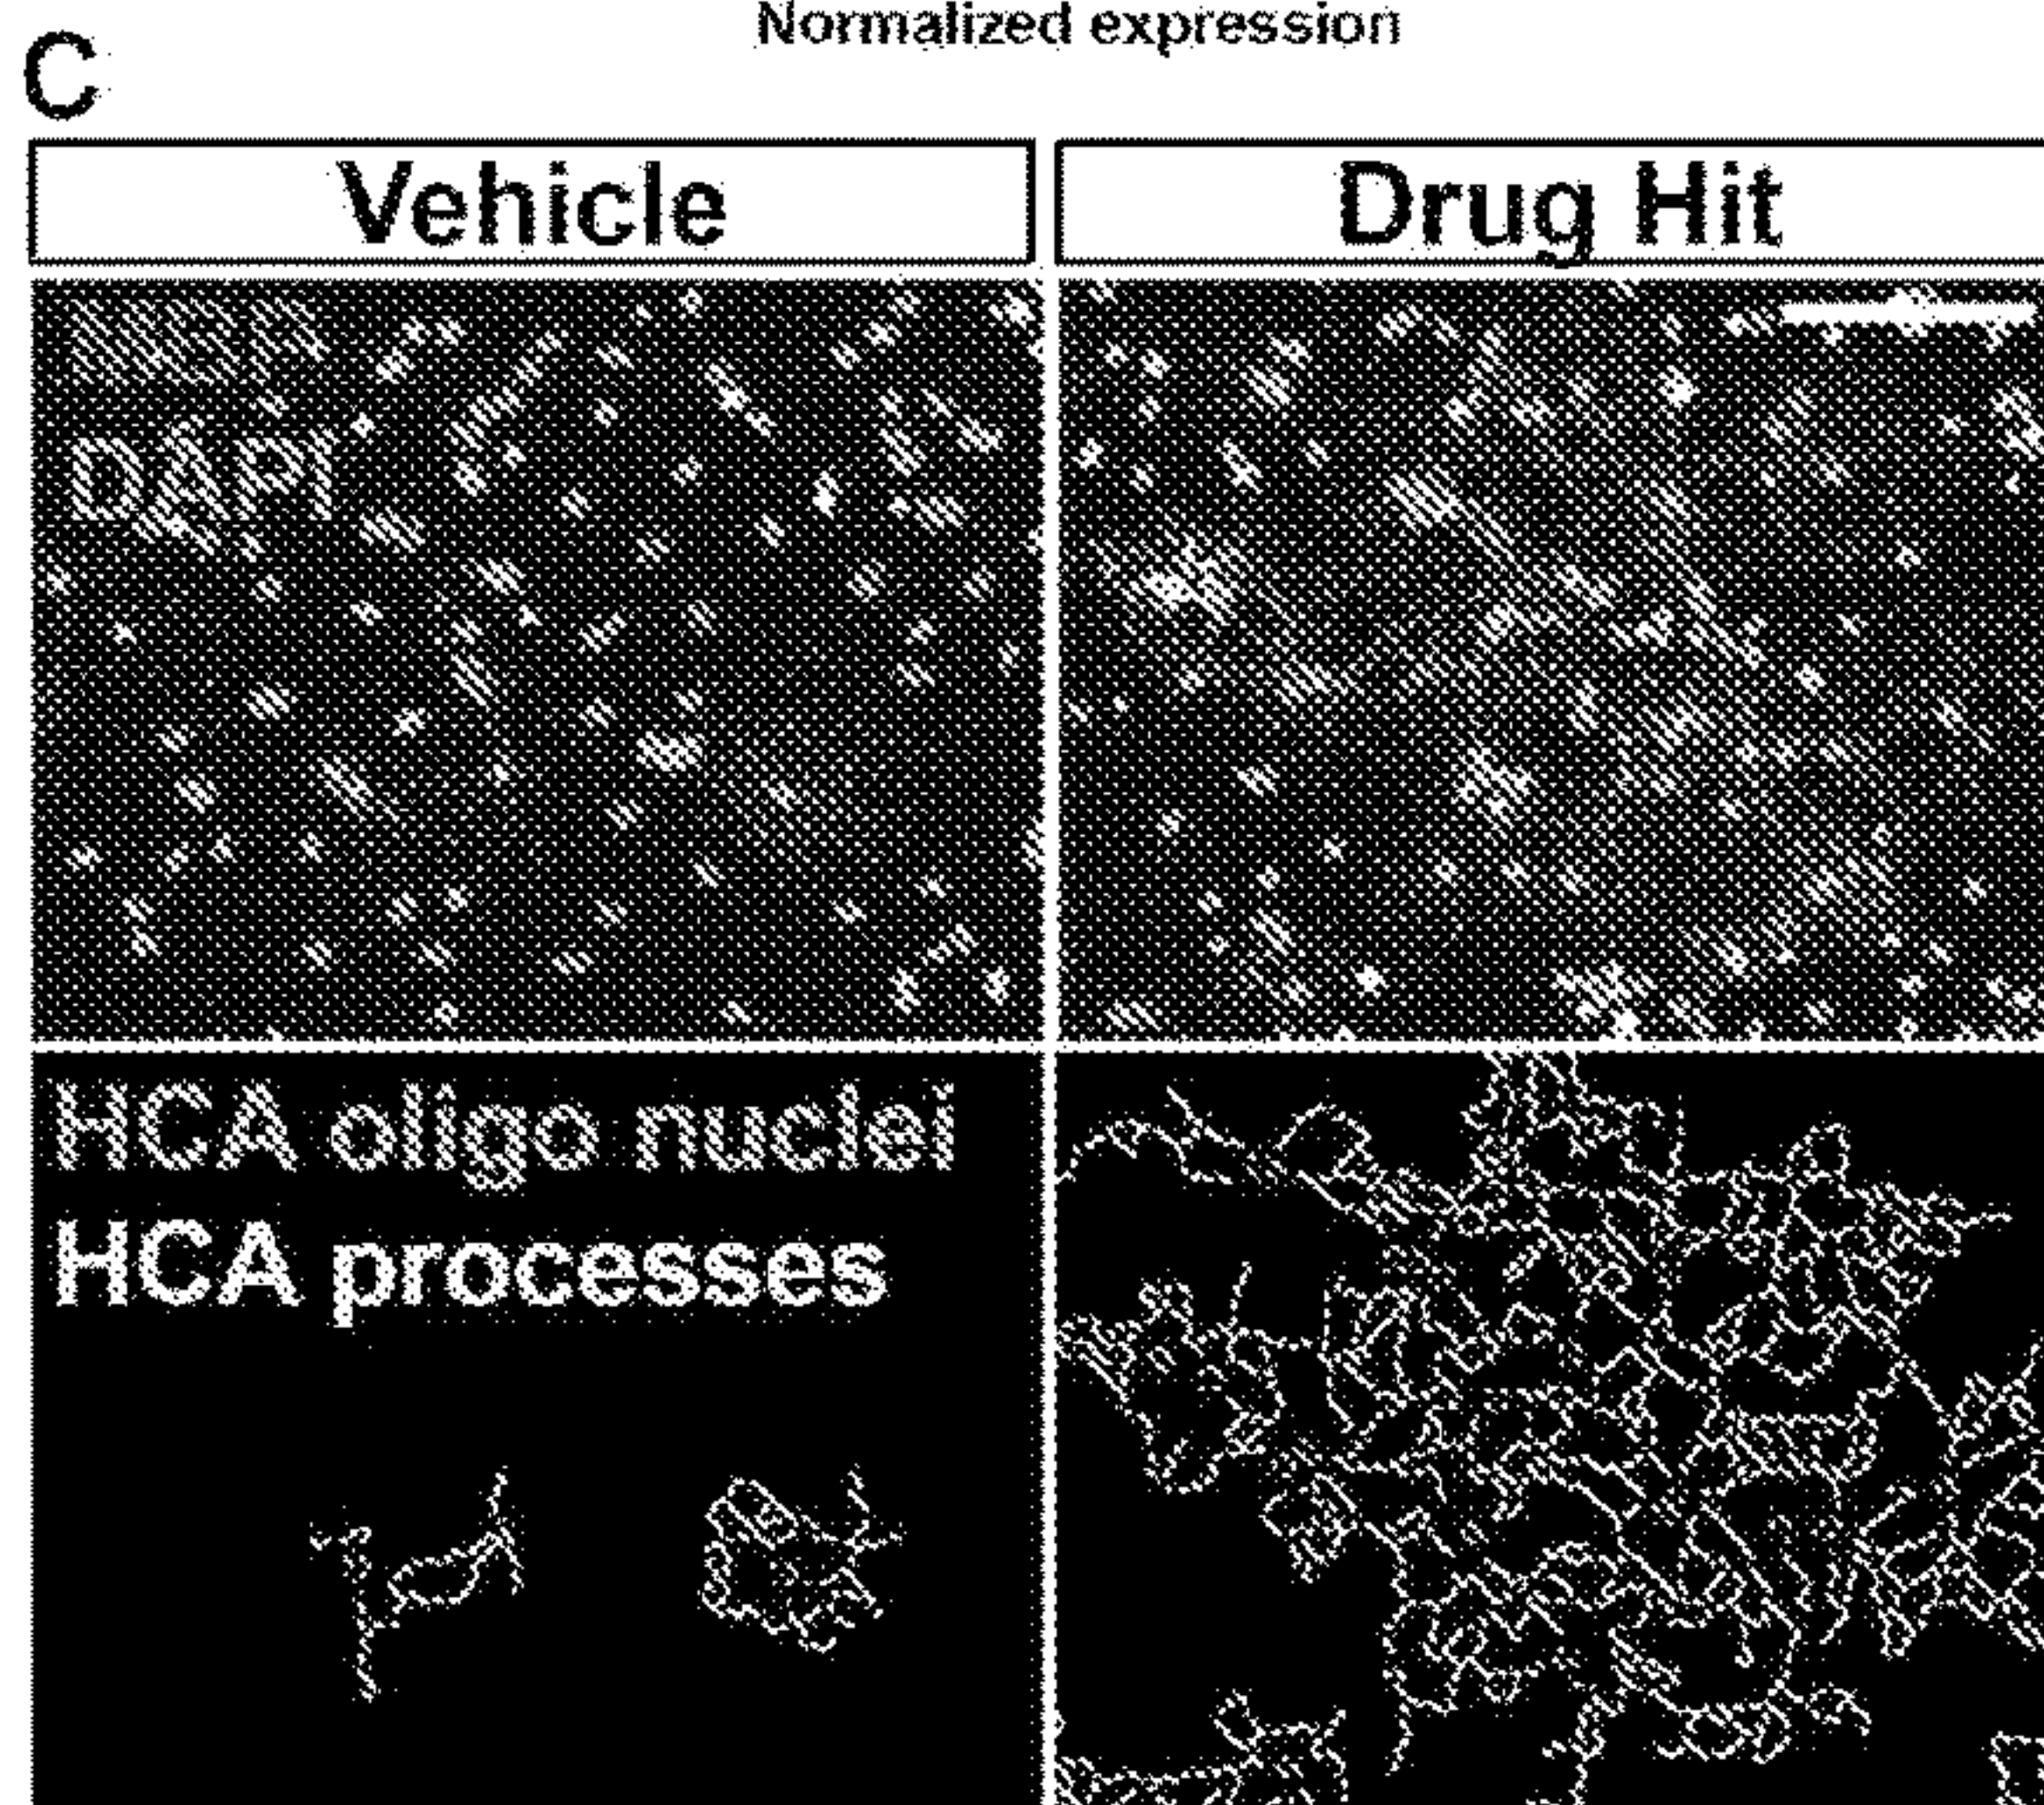 Normalized expression
C
Vehicle
Drug Hit
DAPI
HCA oligo nuclei
HCA processes